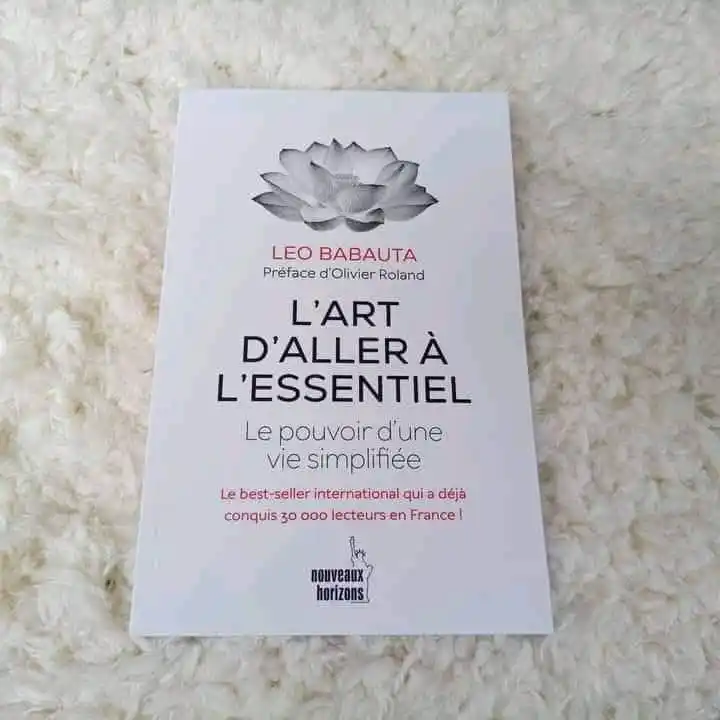 LEO BABAUTA
Préface d'Olivier Roland
L'ART
D'ALLER À
L'ESSENTIEL
Le pouvoir d'une
vie simplifiée
Le best-seller international qui a déjà
conquis 30 000 lecteurs en France !
nouveaux
horizons